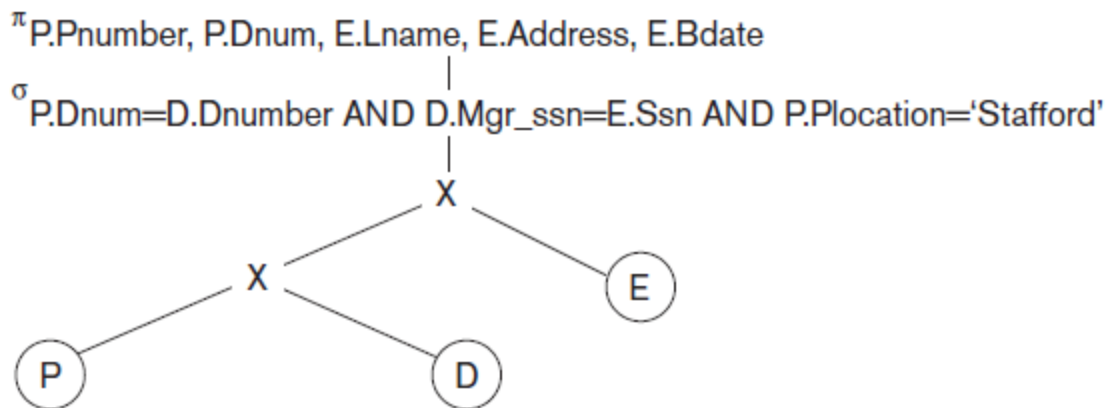 π P.Pnumber, P.Dnum, E.Lname, E.Address, E.Bdate
σ P.Dnum=D.Dnumber AND D.Mgr_ssn=E.Ssn AND P.Plocation=‘Stafford’
X
X
E
P
D